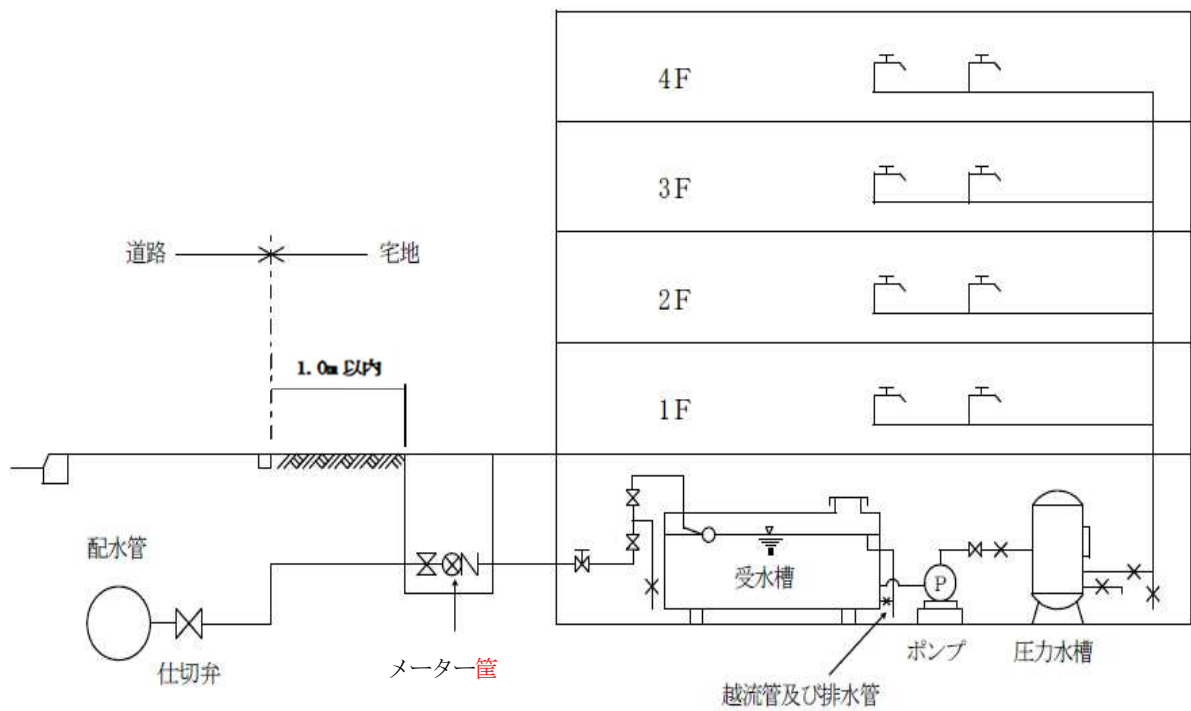 4F
3F
道路
宅地
2F
1.0m 以内
1F
配水管
受水槽
P
仕切弁
メーター筐
ポンプ
圧力水槽
越流管及び排水管